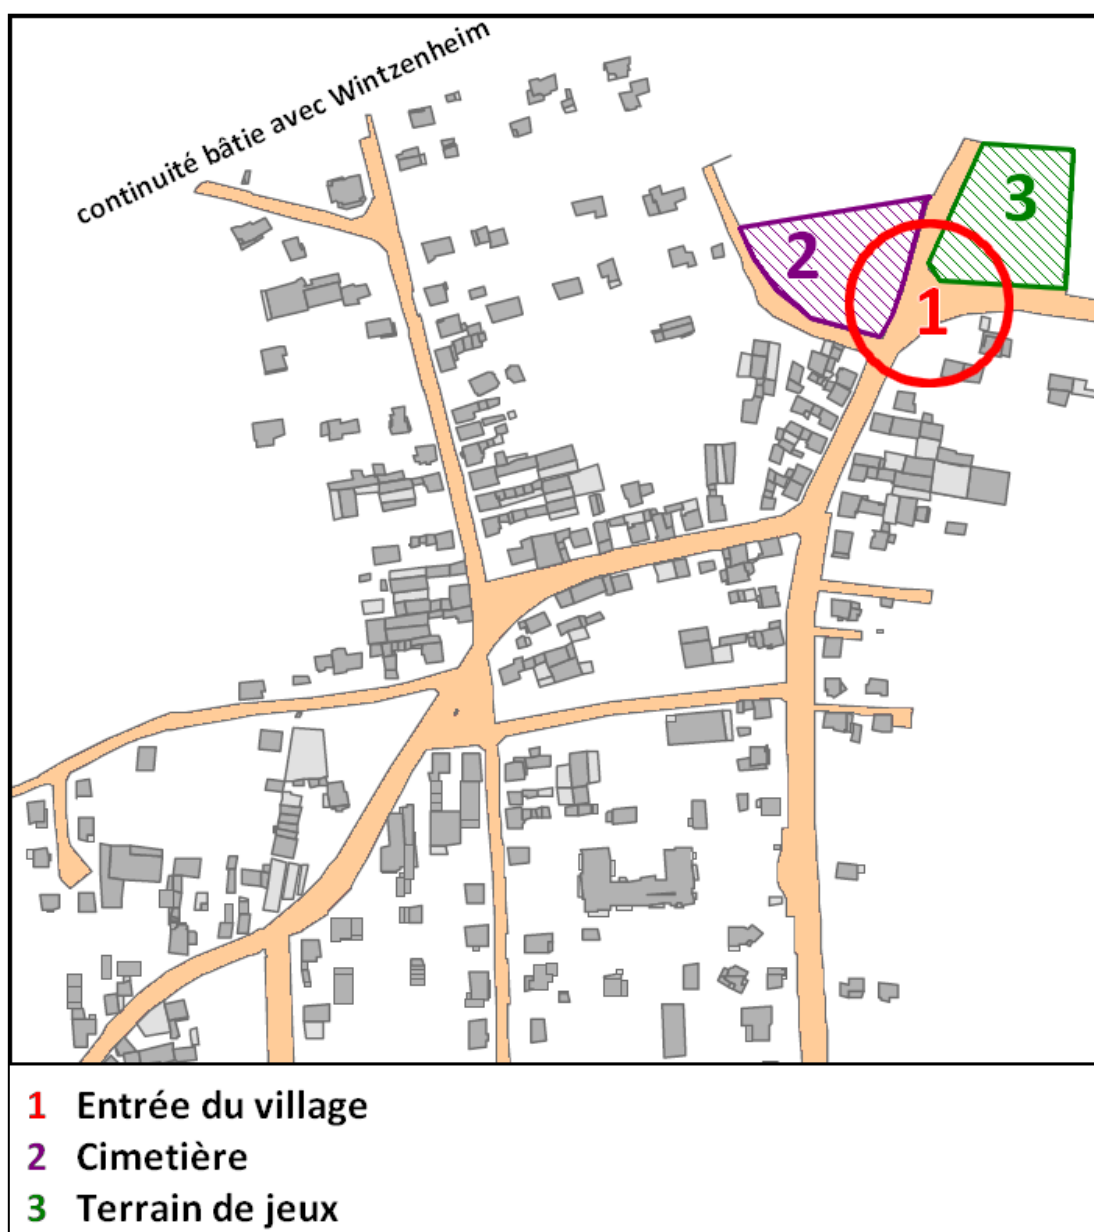 continuité bâtie avec Wintzenheim
3
2
1
1 Entrée du village
2 Cimetière
3 Terrain de jeux